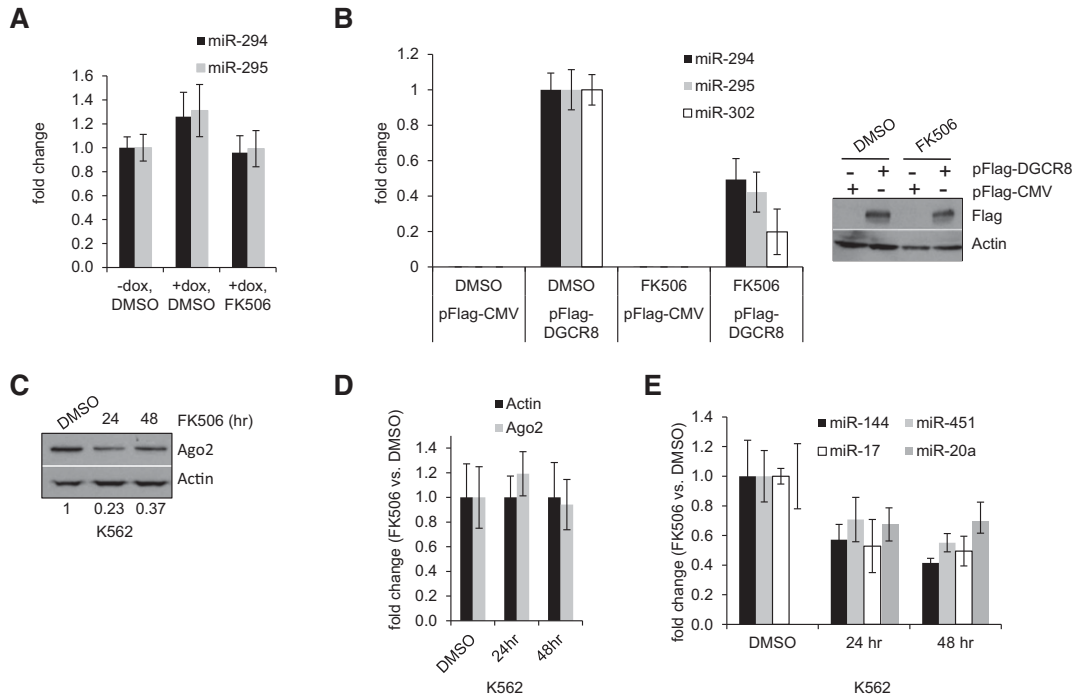 A
miR-294
miR-295
fold change
1.6
1.4
1.2
1.0
0.8
0.6
0.4
0.2
0.0
-dox,
DMSO
+dox,
DMSO
+dox,
FK506
B
miR-294
miR-295
miR-302
fold change
1.2
1
0.8
0.6
0.4
0.2
0
DMSO
DMSO
FK506
FK506
pFlag-CMV
pFlag-
DGCR8
pFlag-CMV
pFlag-
DGCR8
DMSO
FK506
- + - + pFlag-DGCR8
+ - + - pFlag-CMV
Flag
Actin
C
DMSO 24 48 FK506 (hr)
Ago2
Actin
1 0.23 0.37
K562
D
Actin
Ago2
fold change (FK506 vs. DMSO)
1.4
1.2
1.0
0.8
0.6
0.4
0.2
0.0
DMSO
24hr
48hr
K562
E
miR-144
miR-451
miR-17
miR-20a
fold change (FK506 vs. DMSO)
1.4
1.2
1.0
0.8
0.6
0.4
0.2
0.0
DMSO
24 hr
48 hr
K562